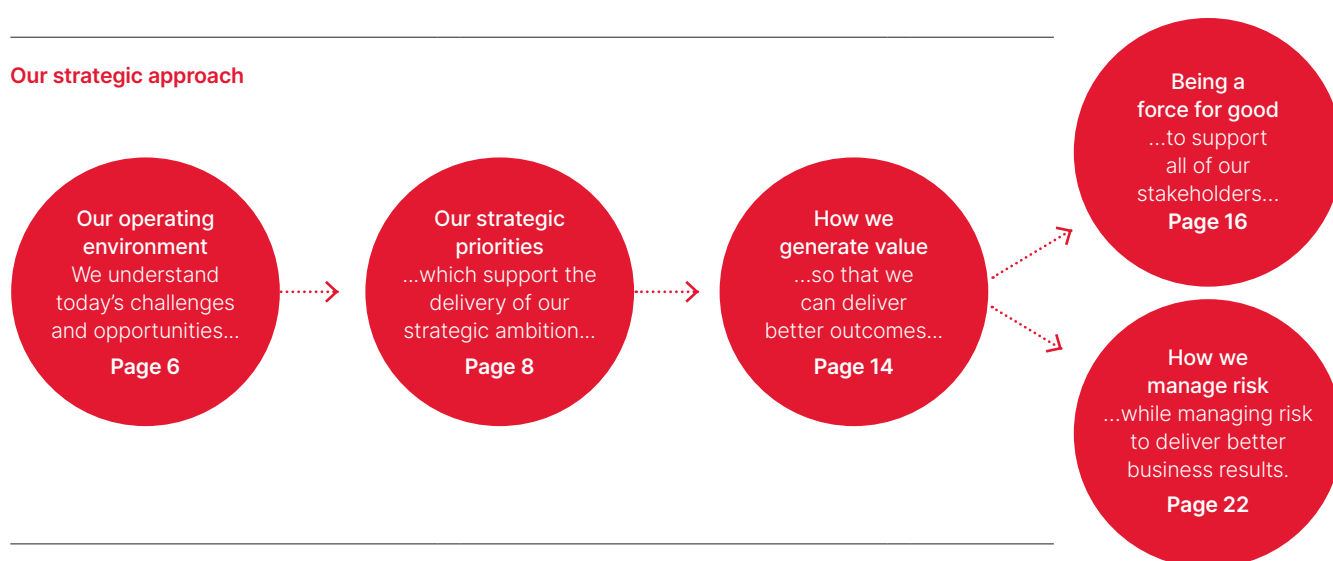 Our strategic approach
Our operating
environment
We understand
today’s challenges
and opportunities...
Page 6
Our strategic
priorities
...which support the
delivery of our
strategic ambition...
Page 8
How we
generate value
...so that we
can deliver
better outcomes...
Page 14
Being a
force for good
...to support
all of our
stakeholders...
Page 16
How we
manage risk
...while managing risk
to deliver better
business results.
Page 22